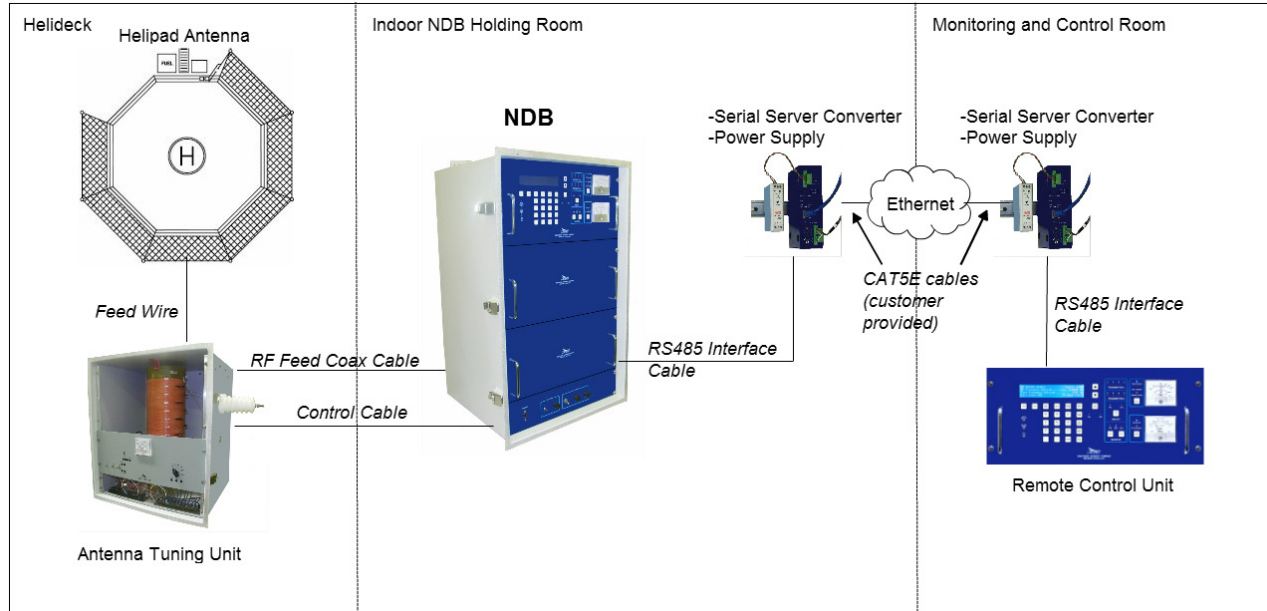 Helideck
Helipad Antenna
FUEL
H
Feed Wire
Antenna Tuning Unit
RF Feed Coax Cable
Control Cable
Indoor NDB Holding Room
NDB
RS485 Interface
Cable
-Serial Server Converter
-Power Supply
Ethernet
CAT5E cables
(customer
provided)
Monitoring and Control Room
-Serial Server Converter
-Power Supply
RS485 Interface
Cable
Remote Control Unit